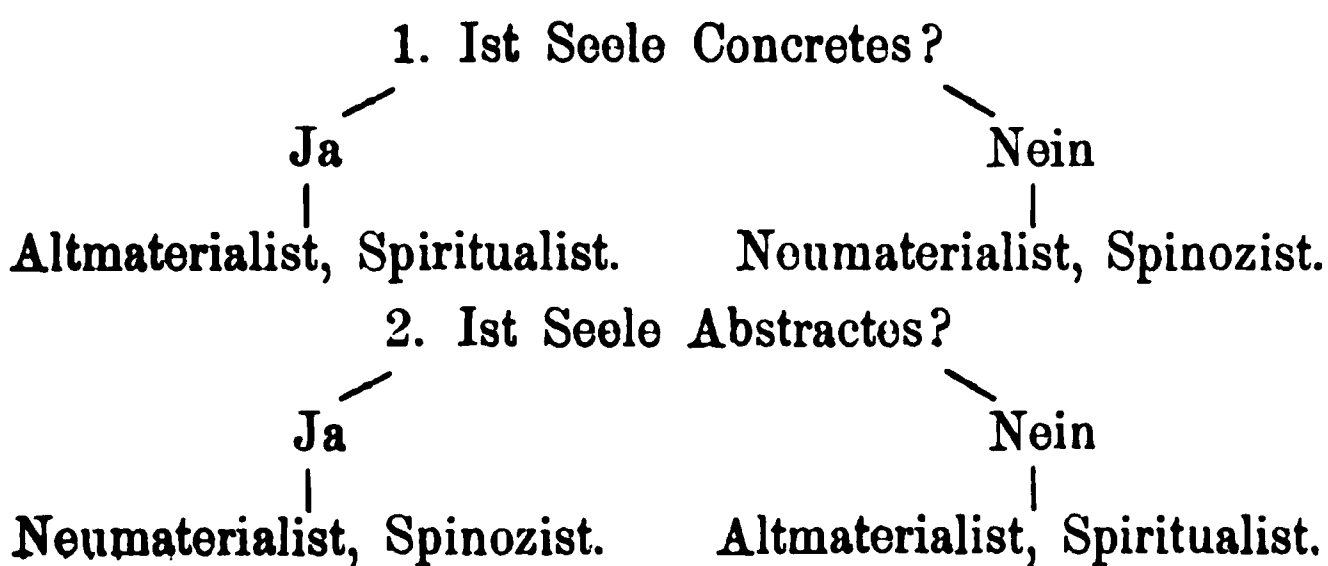 1. Ist Seele Concretes?
Ja Nein
Altmaterialist, Spiritualist. Neumaterialist, Spinozist.
2. Ist Seele Abstractes?
Ja Nein
Neumaterialist, Spinozist. Altmaterialist, Spiritualist.